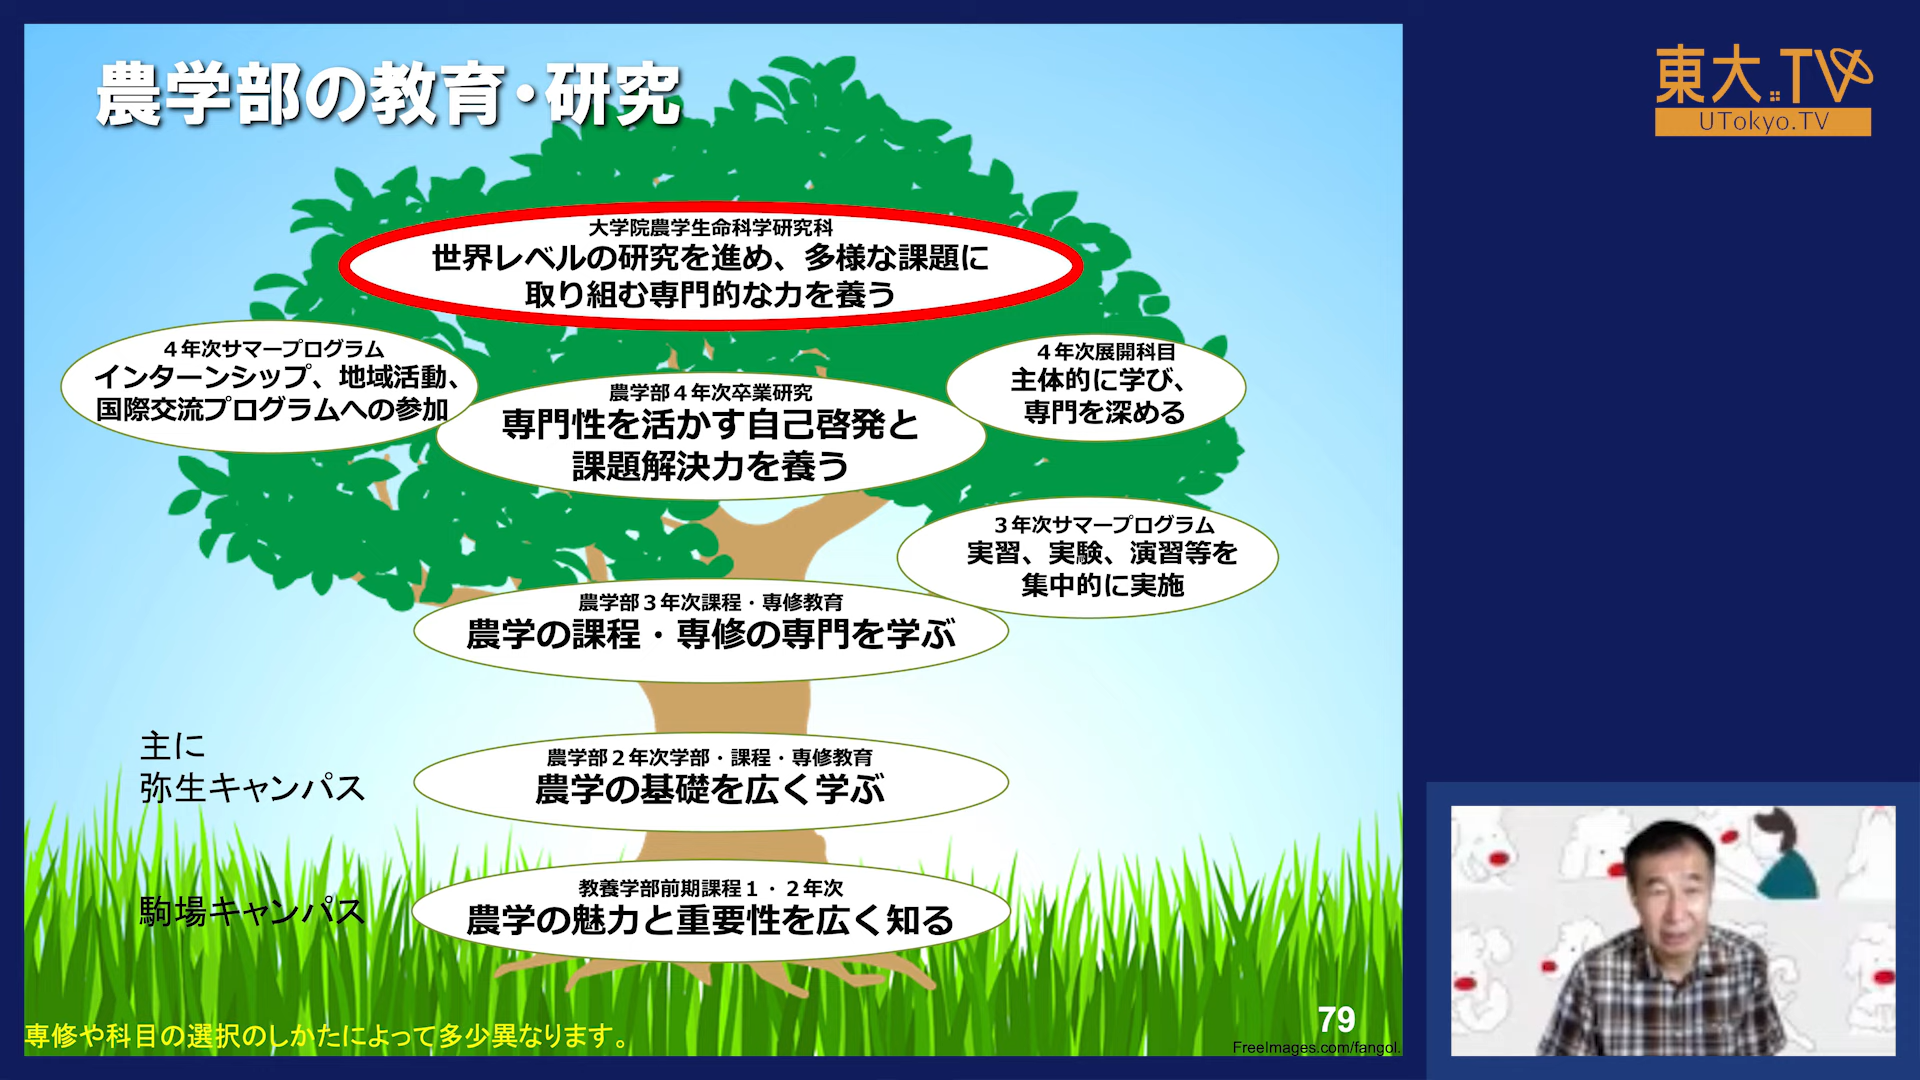 農学部の教育・研究
東大TV
UTokyo.TV
大学院農学生命科学研究科
世界レベルの研究を進め、多様な課題に
取り組む専門的な力を養う
４年次サマープログラム
インターンシップ、地域活動、
国際交流プログラムへの参加
農学部４年次卒業研究
専門性を活かす自己啓発と
課題解決力を養う
４年次展開科目
主体的に学び、
専門を深める
３年次サマープログラム
実習、実験、演習等を
集中的に実施
農学部３年次課程・専修教育
農学の課程・専修の専門を学ぶ
主に
弥生キャンパス
農学部２年次学部・課程・専修教育
農学の基礎を広く学ぶ
駒場キャンパス
教養学部前期課程１・２年次
農学の魅力と重要性を広く知る
専修や科目の選択のしかたによって多少異なります。
79
FreeImages.com/fangol.